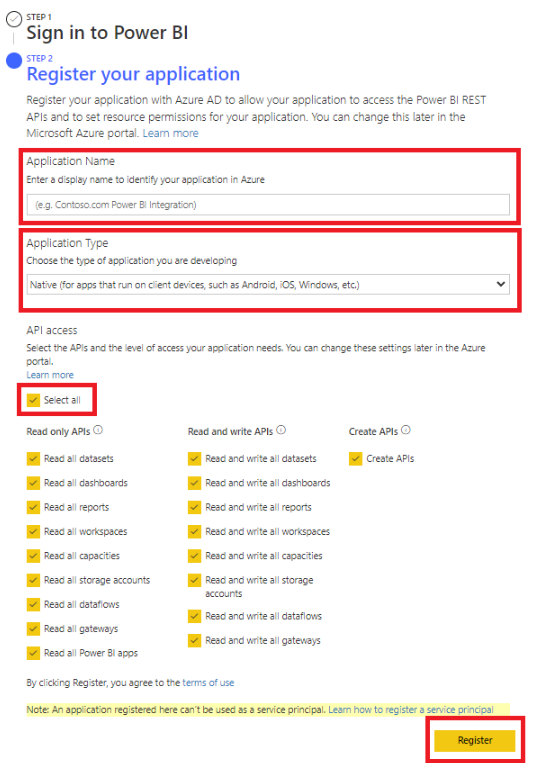 STEP 1
Sign in to Power BI
STEP 2
Register your application
Register your application with Azure AD to allow your application to access the Power BI REST
APIs and to set resource permissions for your application. You can change this later in the
Microsoft Azure portal. Learn more
Application Name
Enter a display name to identify your application in Azure
(e.g. Contoso.com Power BI Integration)
Application Type
Choose the type of application you are developing
Native (for apps that run on client devices, such as Android, iOS, Windows, etc.)
API access
Select the APIs and the level of access your application needs. You can change these settings later in the Azure
portal.
Learn more
Select all
Read only APIs
Read all datasets
Read all dashboards
Read all reports
Read all workspaces
Read all capacities
Read all storage accounts
Read all dataflows
Read all gateways
Read all Power BI apps
Read and write APIs
Read and write all datasets
Read and write all dashboards
Read and write all reports
Read and write all workspaces
Read and write all capacities
Read and write all storage
accounts
Read and write all dataflows
Read and write all gateways
Create APIs
Create APIs
By clicking Register, you agree to the terms of use
Note: An application registered here can't be used as a service principal. Learn how to register a service principal
Register